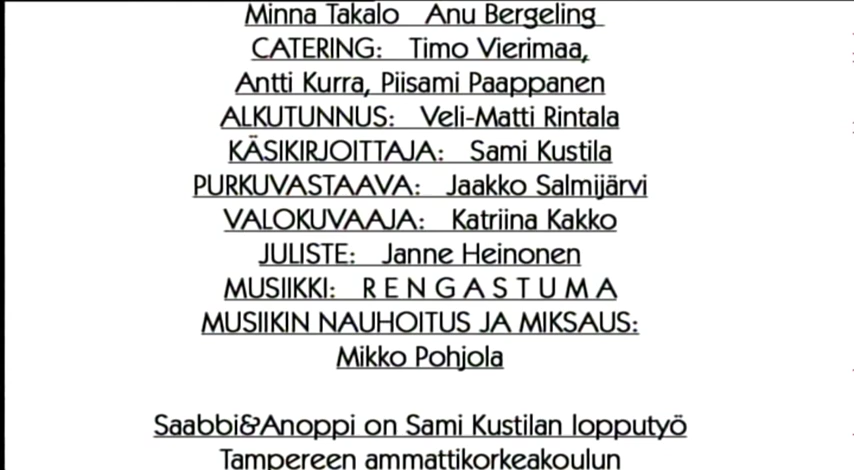 Minna Takalo Anu Bergeling
CATERING: Timo Vierimaa,
Antti Kurra, Piisami Paappanen
ALKUTUNNUS: Veli-Matti Rintala
KÄSIKIRJOITTAJA: Sami Kustila
PURKUVASTAAVA: Jaakko Salmijärvi
VALOKUVAAJA: Katriina Kakko
JULISTE: Janne Heinonen
MUSIIKKI: R E N G A S T U M A
MUSIIKIN NAUHOITUS JA MIKSAUS:
Mikko Pohjola
Saabbi&Anoppi on Sami Kustilan lopputyö
Tampereen ammattikorkeakoulun